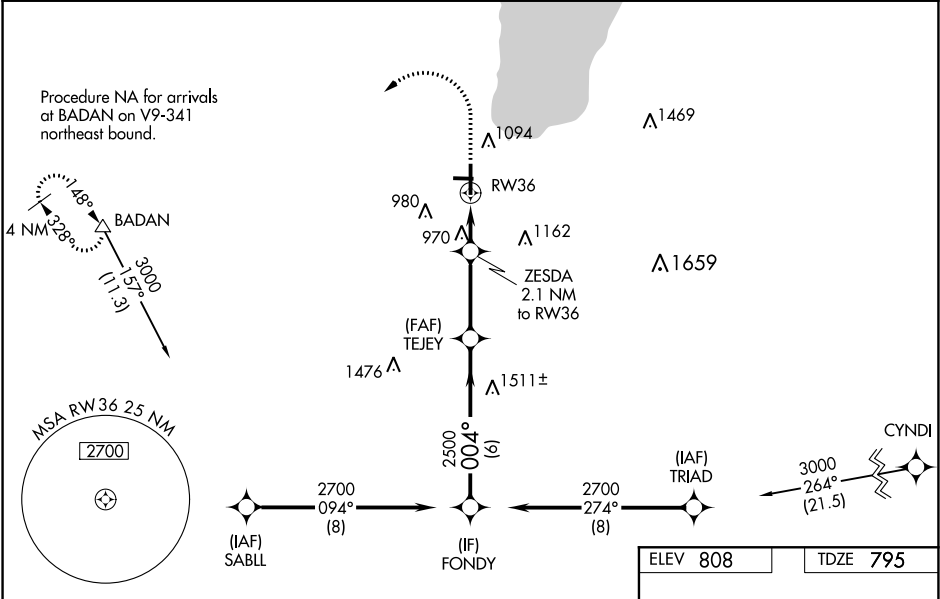 Procedure NA for arrivals
at BADAN on V9-341
northeast bound.
1469
1094
RW36
148°
980
BADAN
4 NM
328°
970
1162
1659
3000
157°
(11.3)
ZESDA
2.1 NM
to RW36
(FAF)
TEJEY
1476
1511±
MSA RW36 25 NM
2700
2500
004°
(6)
CYNDI
(IAF)
TRIAD
3000
264°
(21.5)
2700
094°
(8)
2700
274°
(8)
(IAF)
SABLL
(IF)
FONDY
ELEV 808
TDZE 795